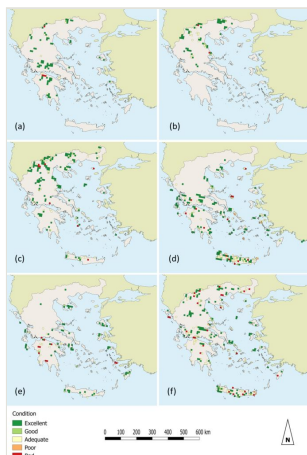 (a)
(b)
(c)
(d)
(e)
(f)
Condition
Excellent
Good
Adequate
Poor
0 100 200 300 400 500 600 km
N